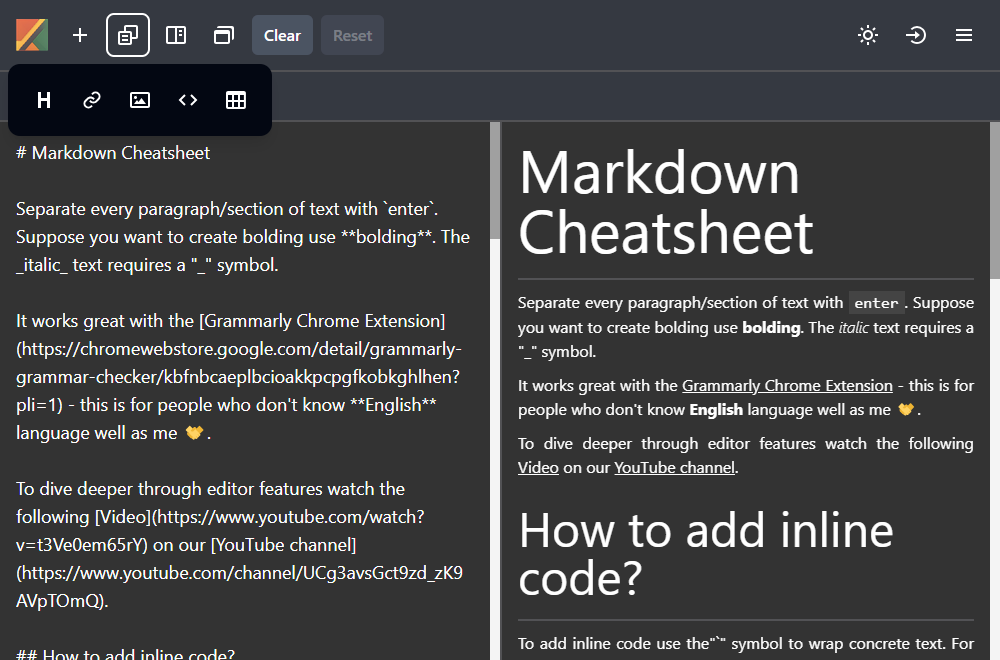 Clear
Reset
H
# Markdown Cheatsheet
Separate every paragraph/section of text with `enter`.
Suppose you want to create bolding use **bolding**. The
_italic_ text requires a "_" symbol.
It works great with the [Grammarly Chrome Extension]
(https://chromewebstore.google.com/detail/grammarly-
grammar-checker/kbfnbcaeplbcioakkpcpgfkobkghlhen?
pli=1) - this is for people who don't know **English**
language well as me 🤝.
To dive deeper through editor features watch the
following [Video](https://www.youtube.com/watch?
v=t3Ve0em65rY) on our [YouTube channel]
(https://www.youtube.com/channel/UCg3avsGct9zd_zK9
AVpTOmQ).
## How to add inline code?
Markdown
Cheatsheet
Separate every paragraph/section of text with enter. Suppose
you want to create bolding use bolding. The italic text requires a
"_" symbol.
It works great with the Grammarly Chrome Extension - this is for
people who don't know English language well as me 🤝.
To dive deeper through editor features watch the following
Video on our YouTube channel.
How to add inline
code?
To add inline code use the"`" symbol to wrap concrete text. For